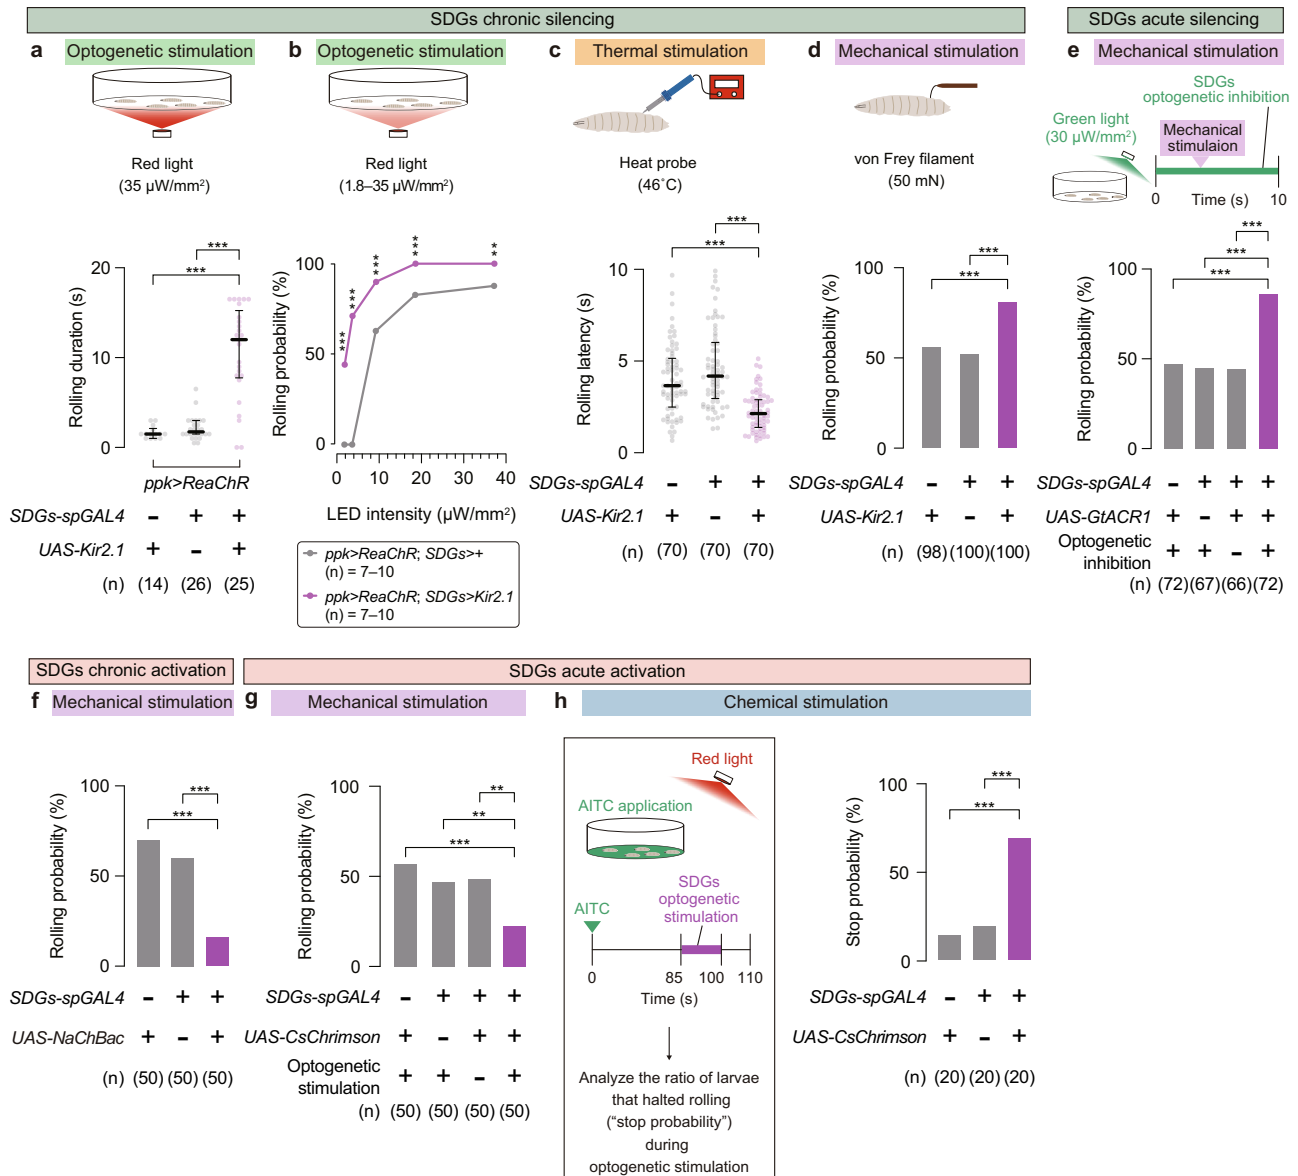 SDGs chronic silencing
SDGs acute silencing
a
Optogenetic stimulation
Red light
(35 µW/mm²)
***
***
Rolling duration (s)
20
10
0
ppk>ReaChR
SDGs-spGAL4
- + +
UAS-Kir2.1
+ - +
(n) (14) (26) (25)
b
Optogenetic stimulation
Red light
(1.8–35 µW/mm²)
Rolling probability (%)
100
50
0
***
***
***
***
**
0 10 20 30 40
LED intensity (µW/mm²)
ppk>ReaChR; SDGs>+
(n) = 7–10
ppk>ReaChR; SDGs>Kir2.1
(n) = 7–10
c
Thermal stimulation
Heat probe
(46˚C)
***
***
Rolling latency (s)
10
5
0
SDGs-spGAL4
- + +
UAS-Kir2.1
+ - +
(n) (70) (70) (70)
d
Mechanical stimulation
von Frey filament
(50 mN)
***
***
Rolling probability (%)
100
50
0
SDGs-spGAL4
- + +
UAS-Kir2.1
+ - +
(n) (98) (100) (100)
e
Mechanical stimulation
SDGs
optogenetic inhibition
Green light
(30 µW/mm²)
Mechanical
stimulaion
0 Time (s) 10
***
***
***
Rolling probability (%)
100
50
0
SDGs-spGAL4
- + + +
UAS-GtACR1
+ - + +
Optogenetic
inhibition
+ + - +
(n) (72) (67) (66) (72)
SDGs chronic activation
SDGs acute activation
f
Mechanical stimulation
***
***
Rolling probability (%)
100
50
0
SDGs-spGAL4
- + +
UAS-NaChBac
+ - +
(n) (50) (50) (50)
g
Mechanical stimulation
**
**
***
Rolling probability (%)
100
50
0
SDGs-spGAL4
- + + +
UAS-CsChrimson
+ - + +
Optogenetic
stimulation
+ + - +
(n) (50) (50) (50) (50)
h
Chemical stimulation
Red light
AITC application
SDGs
optogenetic
stimulation
AITC
0 85 100 110
Time (s)
Analyze the ratio of larvae
that halted rolling
(“stop probability”)
during
optogenetic stimulation
***
***
Stop probability (%)
100
50
0
SDGs-spGAL4
- + +
UAS-CsChrimson
+ - +
(n) (20) (20) (20)